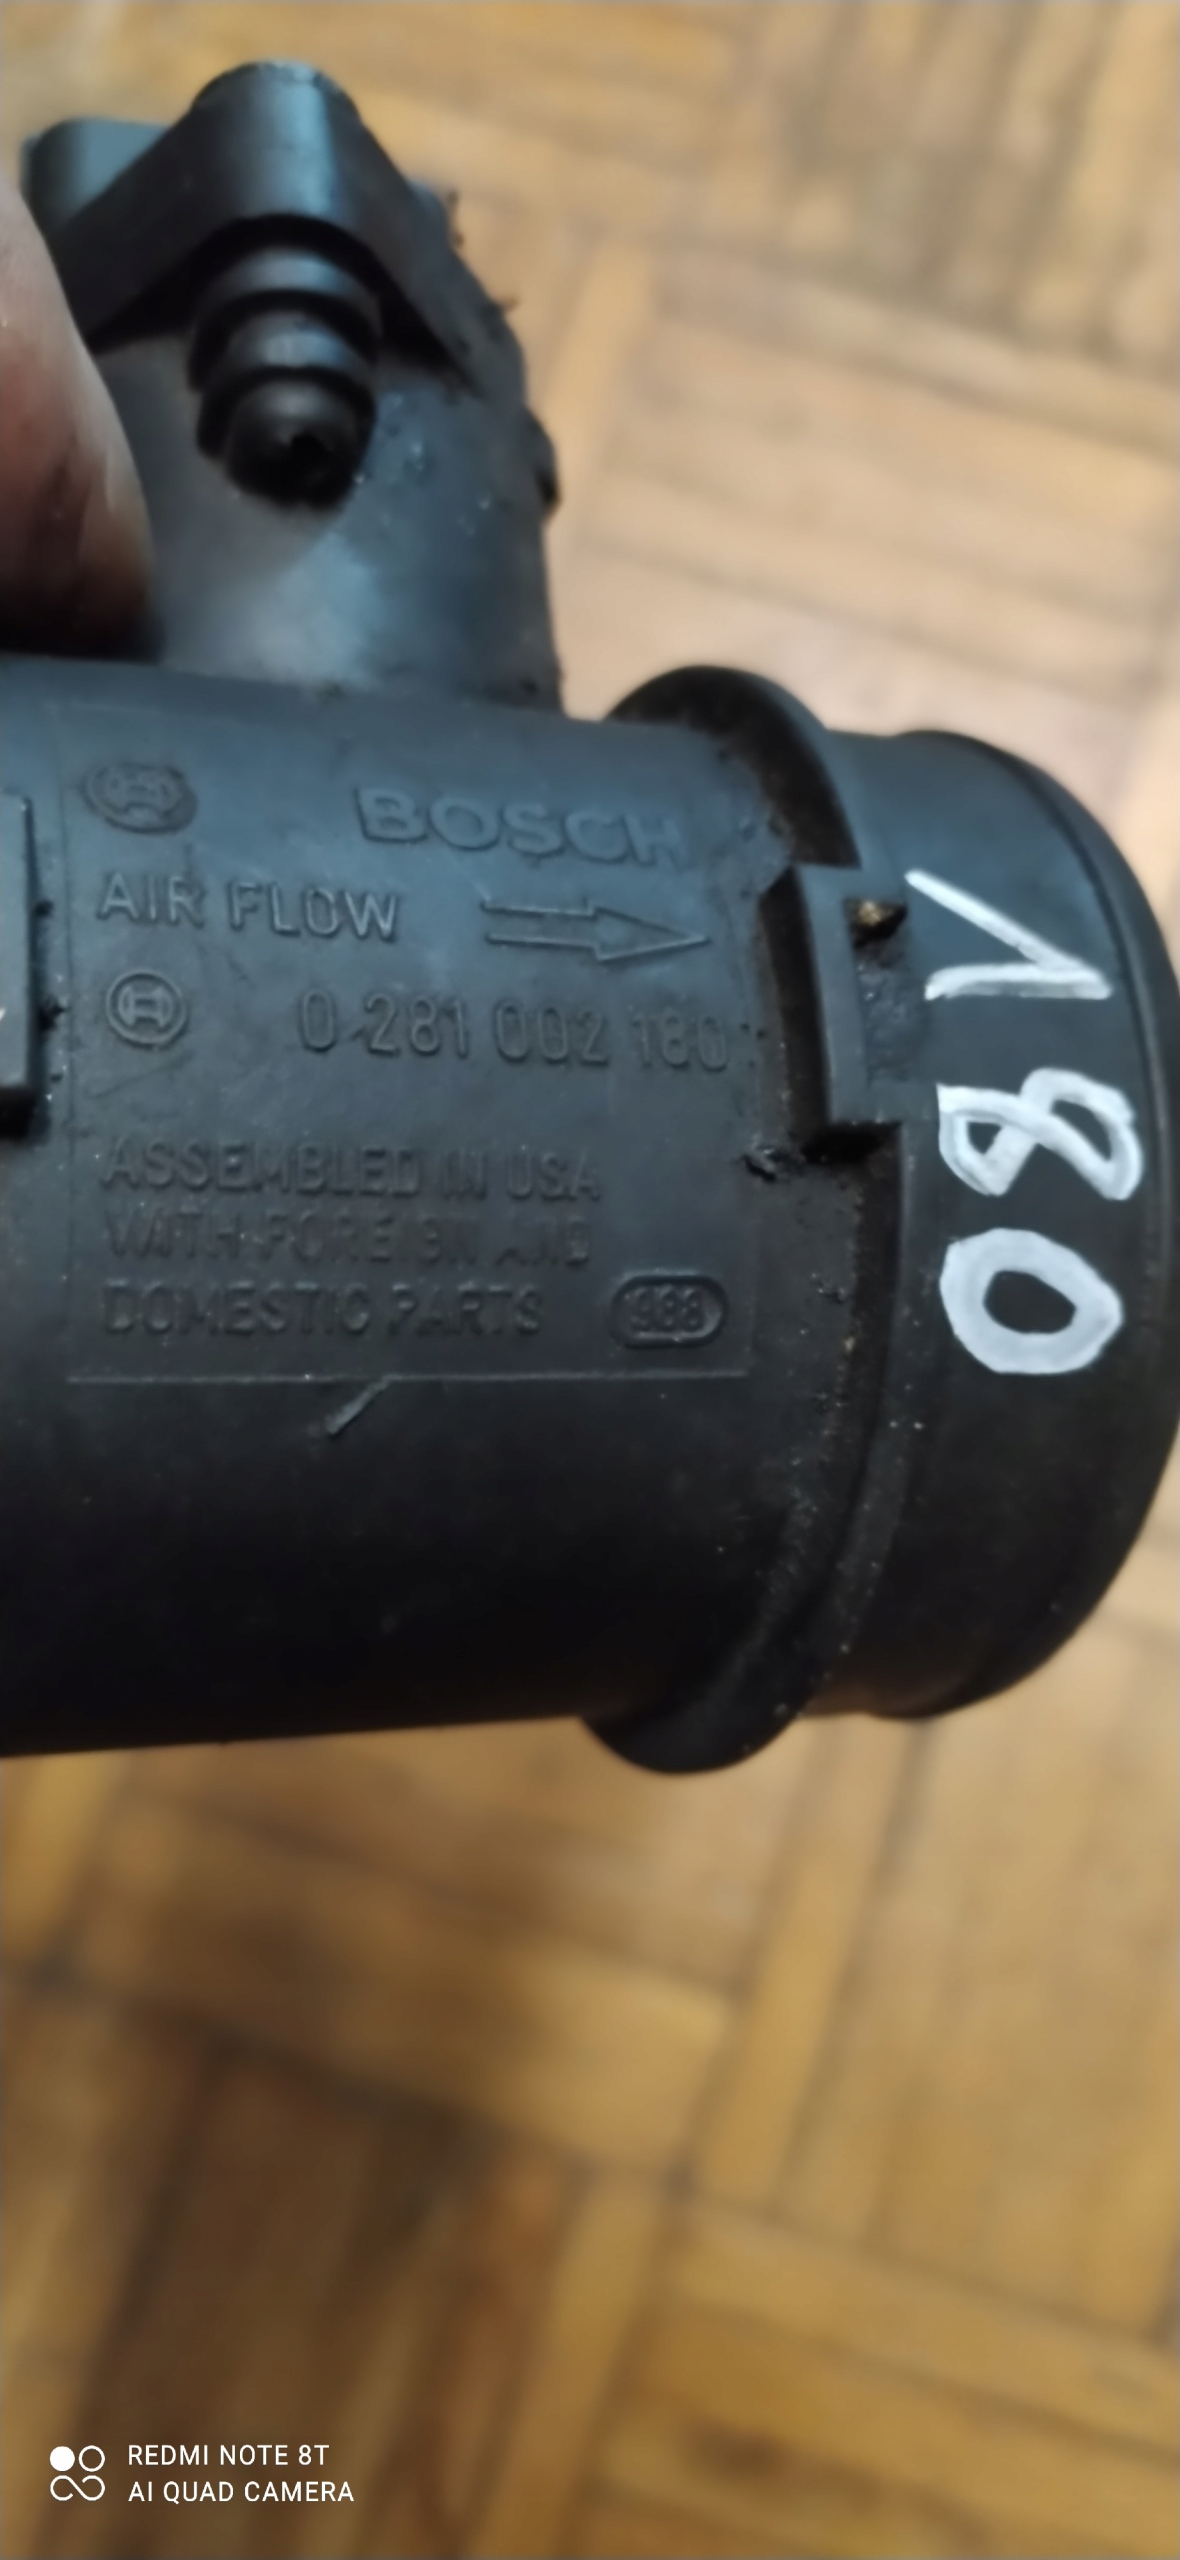 BOSCH
AIR FLOW
0 281 002 180
ASSEMBLED IN USA
WITH FOREIGN AND
DOMESTIC PARTS
988
180
REDMI NOTE 8T
AI QUAD CAMERA